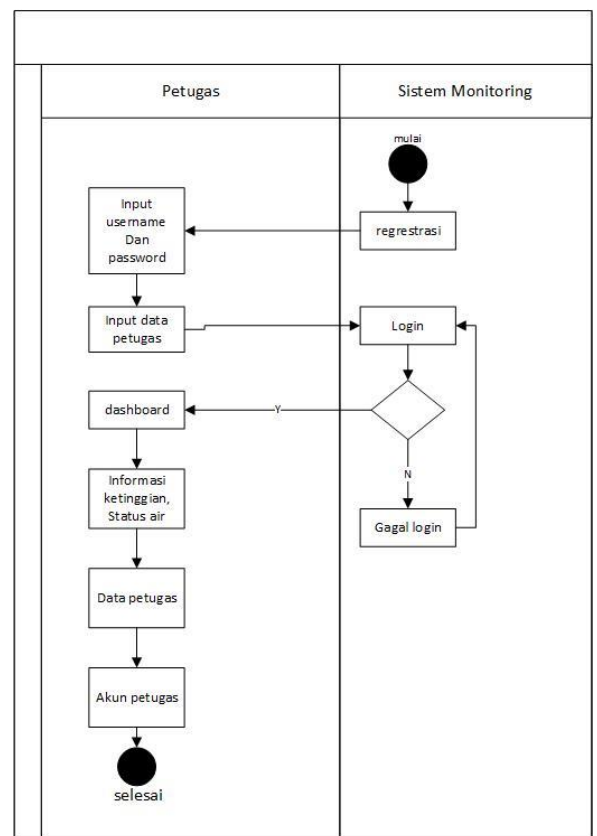 Petugas
Sistem Monitoring
mulai
regrestrasi
Input
username
Dan
password
Input data
petugas
Login
dashboard
Y
N
Informasi
ketinggian,
Status air
Gagal login
Data petugas
Akun petugas
selesai